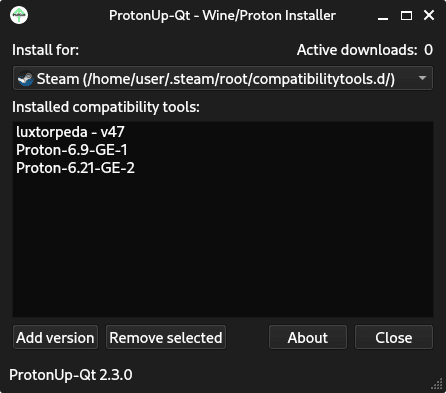 ProtonUp-Qt - Wine/Proton Installer
Install for: Active downloads: 0
Steam (/home/user/.steam/root/compatibilitytools.d/)
Installed compatibility tools:
luxtorpeda - v47
Proton-6.9-GE-1
Proton-6.21-GE-2
Add version Remove selected About Close
ProtonUp-Qt 2.3.0